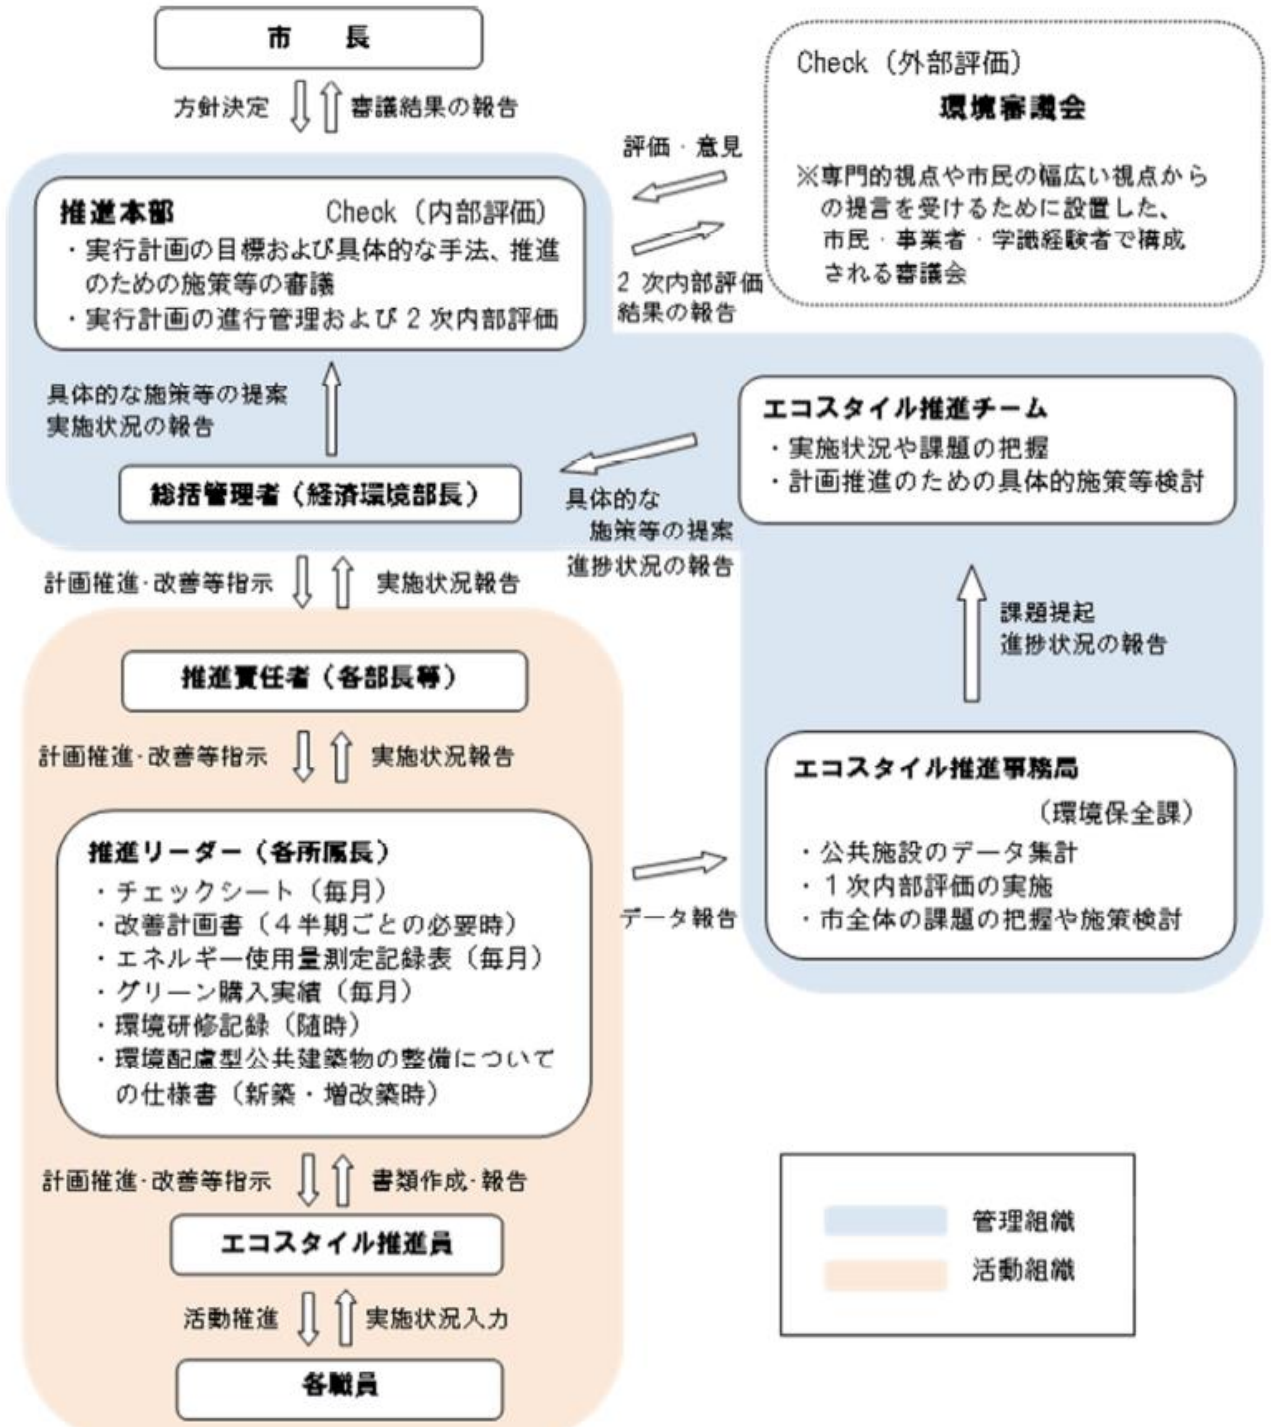 市　長
方針決定
審議結果の報告
Check（外部評価）
環境審議会
※専門的視点や市民の幅広い視点から
の提言を受けるために設置した、
市民・事業者・学識経験者で構成
される審議会
評価・意見
2 次内部評価
結果の報告
推進本部　Check（内部評価）
・実行計画の目標および具体的な手法、推進
のための施策等の審議
・実行計画の進行管理および 2 次内部評価
具体的な施策等の提案
実施状況の報告
エコスタイル推進チーム
・実施状況や課題の把握
・計画推進のための具体的施策等検討
総括管理者（経済環境部長）
具体的な
施策等の提案
進捗状況の報告
計画推進・改善等指示
実施状況報告
課題提起
進捗状況の報告
推進責任者（各部長等）
計画推進・改善等指示
実施状況報告
エコスタイル推進事務局
（環境保全課）
・公共施設のデータ集計
・1 次内部評価の実施
・市全体の課題の把握や施策検討
推進リーダー（各所属長）
・チェックシート（毎月）
・改善計画書（4 半期ごとの必要時）
・エネルギー使用量測定記録表（毎月）
・グリーン購入実績（毎月）
・環境研修記録（随時）
・環境配慮型公共建築物の整備について
の仕様書（新築・増改築時）
データ報告
計画推進・改善等指示
書類作成・報告
エコスタイル推進員
活動推進
実施状況入力
各職員
管理組織
活動組織